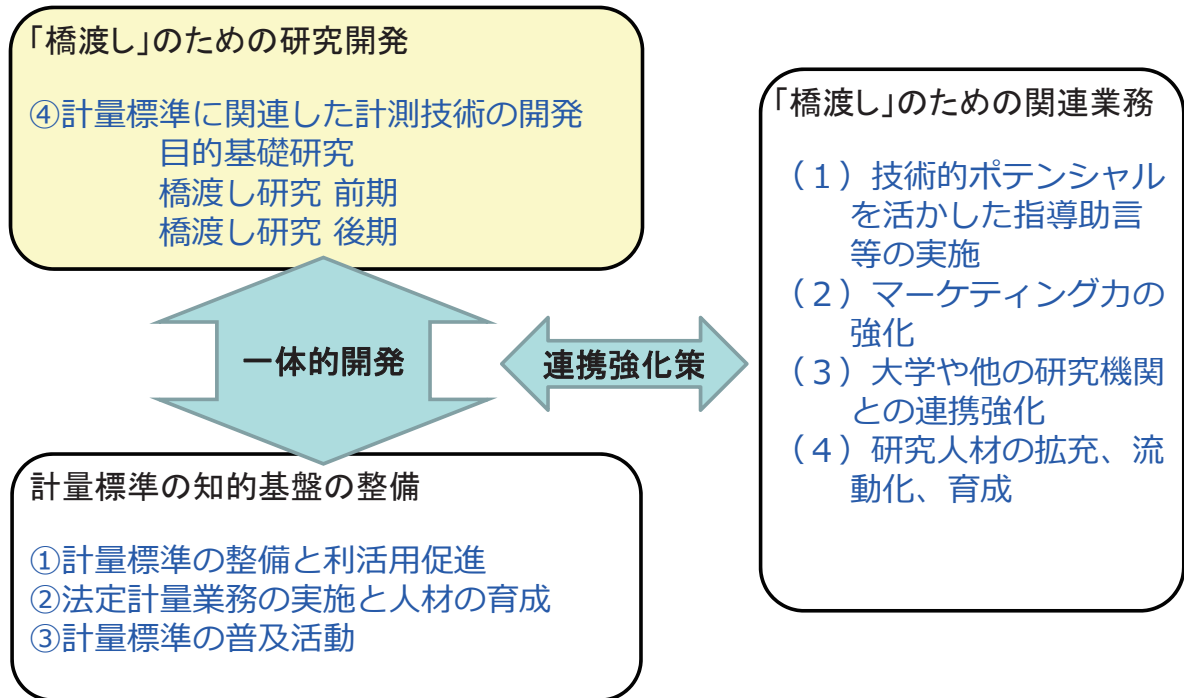 「橋渡し」のための研究開発
④計量標準に関連した計測技術の開発
目的基礎研究
橋渡し研究 前期
橋渡し研究 後期
一体的開発
連携強化策
計量標準の知的基盤の整備
①計量標準の整備と利活用促進
②法定計量業務の実施と人材の育成
③計量標準の普及活動
「橋渡し」のための関連業務
（１）技術的ポテンシャル
を活かした指導助言
等の実施
（２）マーケティング力の
強化
（３）大学や他の研究機関
との連携強化
（４）研究人材の拡充、流
動化、育成